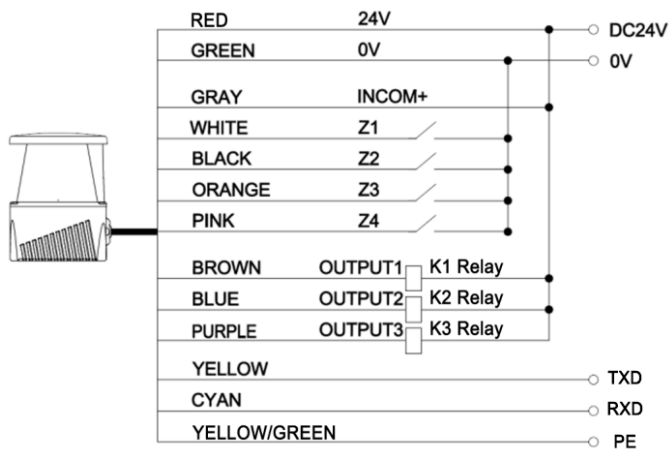 RED 24V DC24V
GREEN 0V 0V
GRAY INCOM+
WHITE Z1
BLACK Z2
ORANGE Z3
PINK Z4
BROWN OUTPUT1 K1 Relay
BLUE OUTPUT2 K2 Relay
PURPLE OUTPUT3 K3 Relay
YELLOW TXD
CYAN RXD
YELLOW/GREEN PE